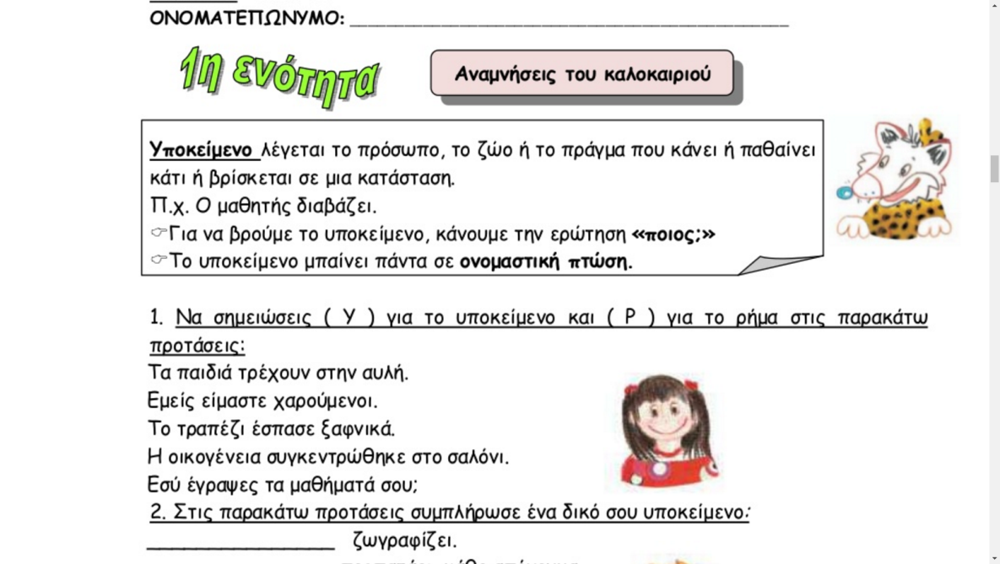 ΟΝΟΜΑΤΕΠΩΝΥΜΟ: ________________________________________________
1η ενότητα
Αναμνήσεις του καλοκαιριού
Υποκείμενο λέγεται το πρόσωπο, το ζώο ή το πράγμα που κάνει ή παθαίνει
κάτι ή βρίσκεται σε μια κατάσταση.
Π.χ. Ο μαθητής διαβάζει.
☞Για να βρούμε το υποκείμενο, κάνουμε την ερώτηση «ποιος;»
☞Το υποκείμενο μπαίνει πάντα σε ονομαστική πτώση.
1. Να σημειώσεις ( Υ ) για το υποκείμενο και ( Ρ ) για το ρήμα στις παρακάτω
προτάσεις:
Τα παιδιά τρέχουν στην αυλή.
Εμείς είμαστε χαρούμενοι.
Το τραπέζι έσπασε ξαφνικά.
Η οικογένεια συγκεντρώθηκε στο σαλόνι.
Εσύ έγραψες τα μαθήματά σου;
2. Στις παρακάτω προτάσεις συμπλήρωσε ένα δικό σου υποκείμενο:
_________________ ζωγραφίζει.